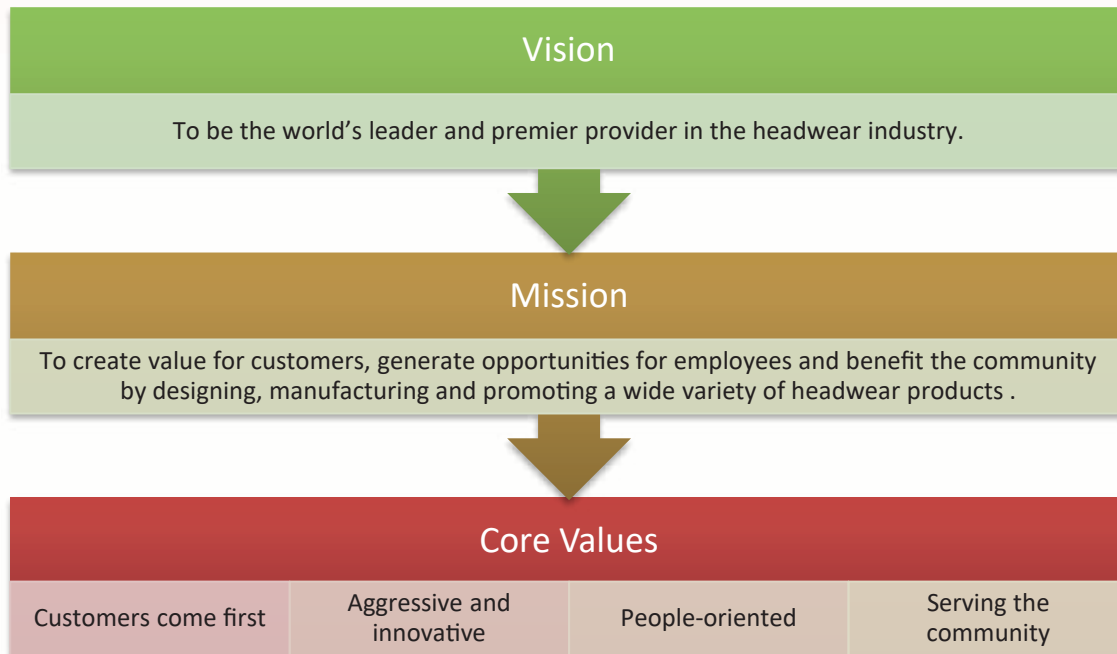 Vision
To be the world’s leader and premier provider in the headwear industry.
Mission
To create value for customers, generate opportunities for employees and benefit the community
by designing, manufacturing and promoting a wide variety of headwear products .
Core Values
Customers come first
Aggressive and
innovative
People-oriented
Serving the
community